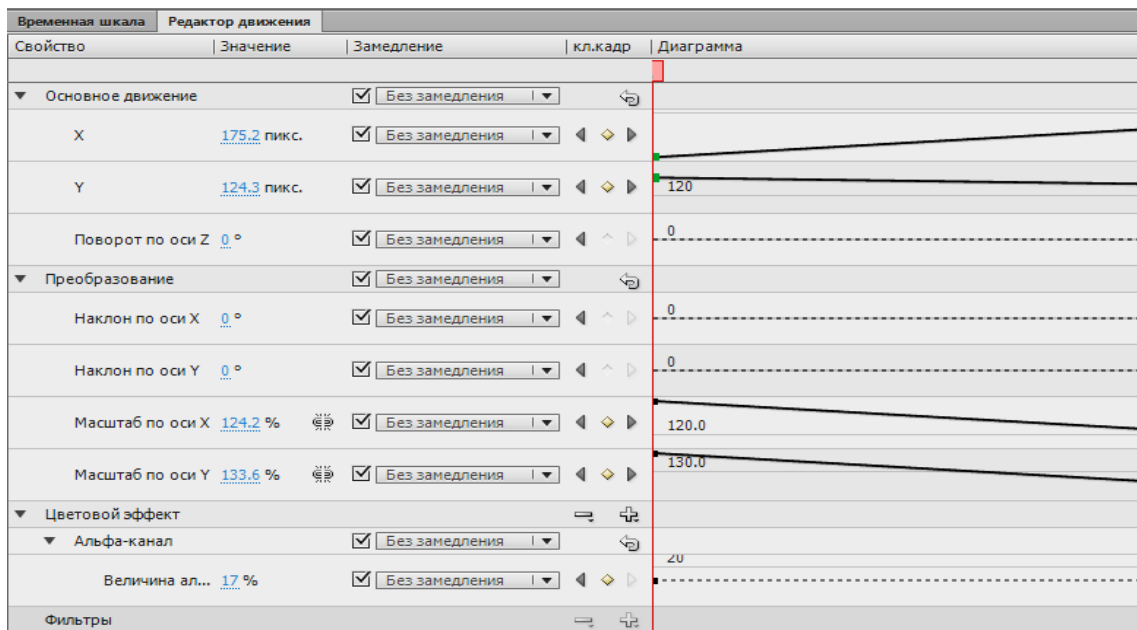 Временная шкала Редактор движения
Свойство Значение Замедление кл.кадр Диаграмма
Основное движение Без замедления
X 175.2 пикс. Без замедления
Y 124.3 пикс. Без замедления 120
Поворот по оси Z 0 ° Без замедления 0
Преобразование Без замедления
Наклон по оси X 0 ° Без замедления 0
Наклон по оси Y 0 ° Без замедления 0
Масштаб по оси X 124.2 % Без замедления 120.0
Масштаб по оси Y 133.6 % Без замедления 130.0
Цветовой эффект
Альфа-канал Без замедления
20
Величина ал... 17 % Без замедления
Фильтры